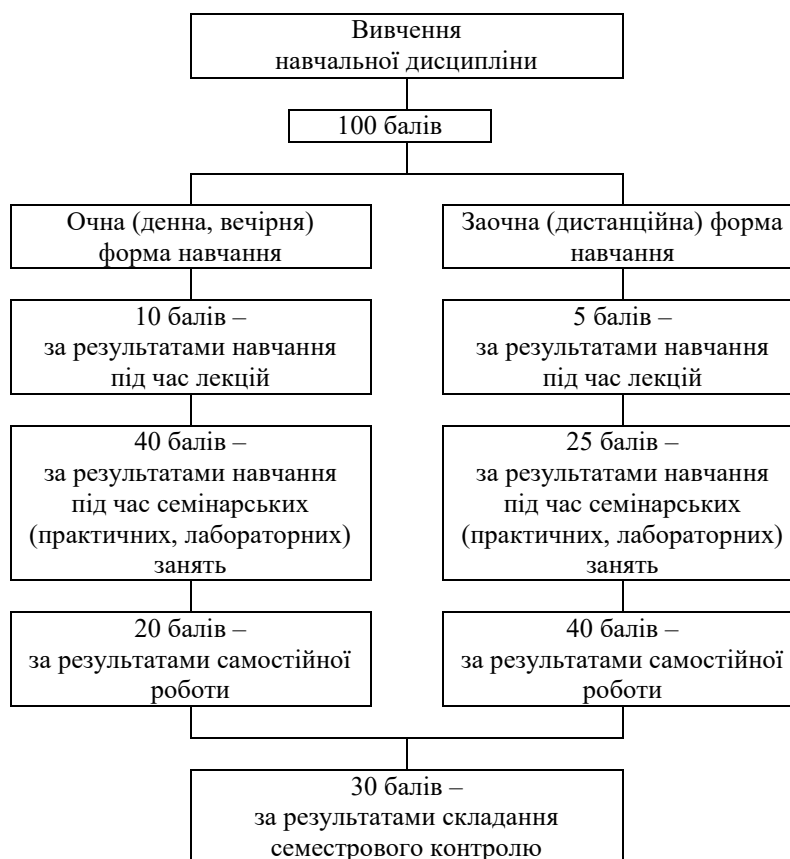 Вивчення
навчальної дисципліни
100 балів
Очна (денна, вечірня)
форма навчання
Заочна (дистанційна) форма
навчання
10 балів –
за результатами навчання
під час лекцій
5 балів –
за результатами навчання
під час лекцій
40 балів –
за результатами навчання
під час семінарських
(практичних, лабораторних)
занять
25 балів –
за результатами навчання
під час семінарських
(практичних, лабораторних)
занять
20 балів –
за результатами самостійної
роботи
40 балів –
за результатами самостійної
роботи
30 балів –
за результатами складання
семестрового контролю